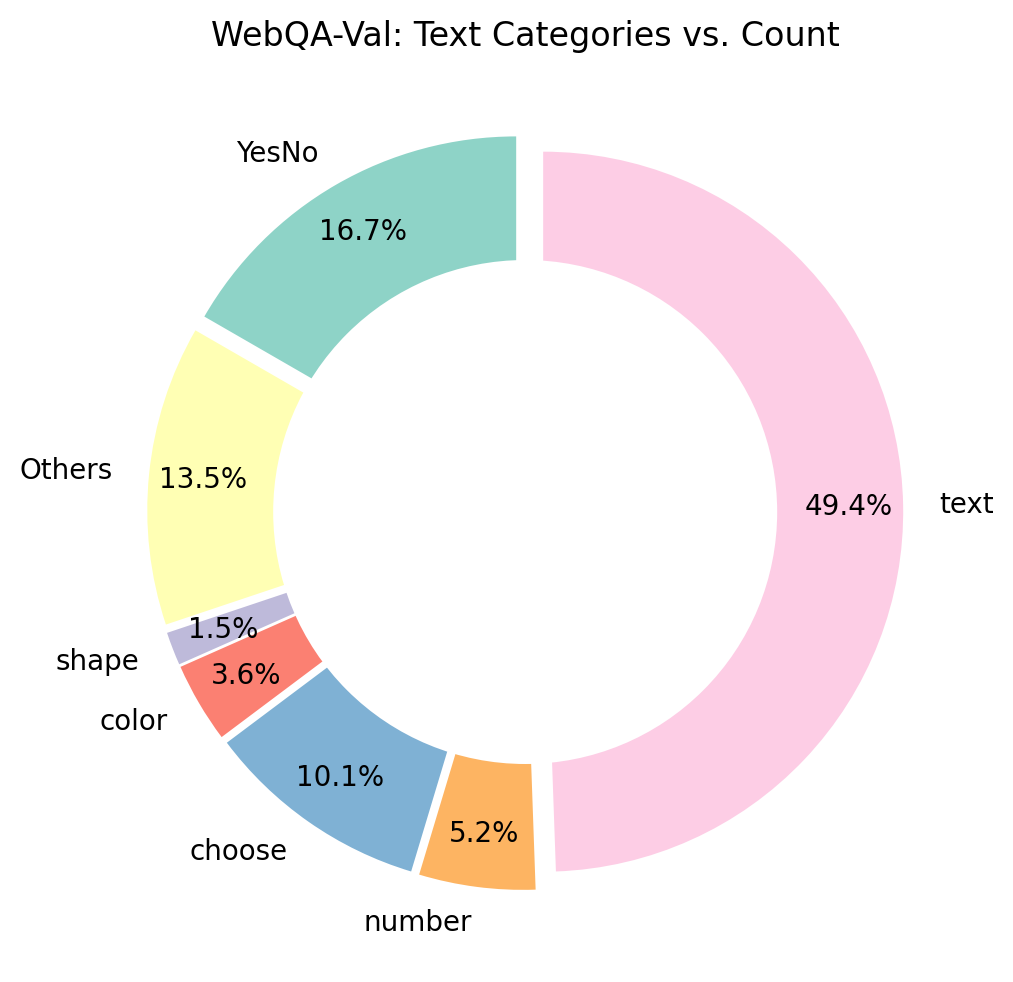 WebQA-Val: Text Categories vs. Count
YesNo
16.7%
Others
13.5%
49.4%
text
1.5%
shape
3.6%
color
10.1%
5.2%
choose
number